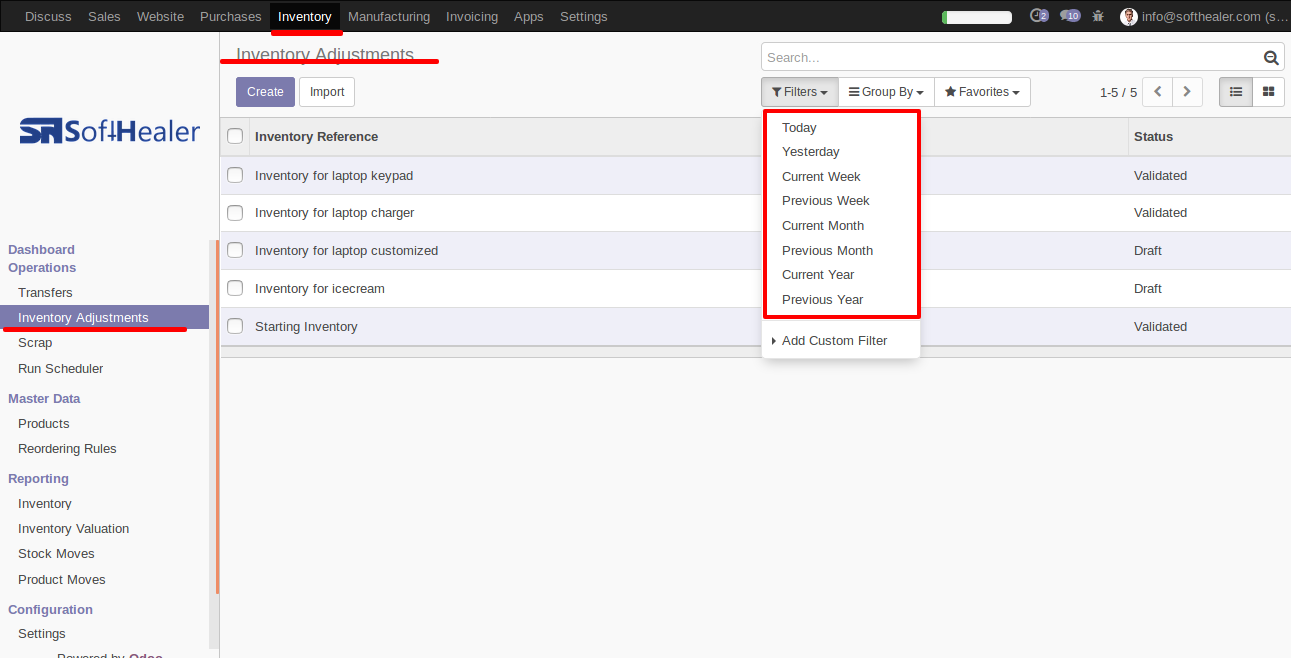 Discuss Sales Website Purchases Inventory Manufacturing Invoicing Apps Settings 2 10 info@softhealer.com (s...
Inventory Adjustments
Search...
Create Import Filters Group By Favorites 1-5 / 5
SH SoftHealer
Dashboard
Operations
Transfers
Inventory Adjustments
Scrap
Run Scheduler
Master Data
Products
Reordering Rules
Reporting
Inventory
Inventory Valuation
Stock Moves
Product Moves
Configuration
Settings
Powered by Odoo
Inventory Reference Status
Inventory for laptop keypad Validated
Inventory for laptop charger Validated
Inventory for laptop customized Draft
Inventory for icecream Draft
Starting Inventory Validated
Today
Yesterday
Current Week
Previous Week
Current Month
Previous Month
Current Year
Previous Year
Add Custom Filter